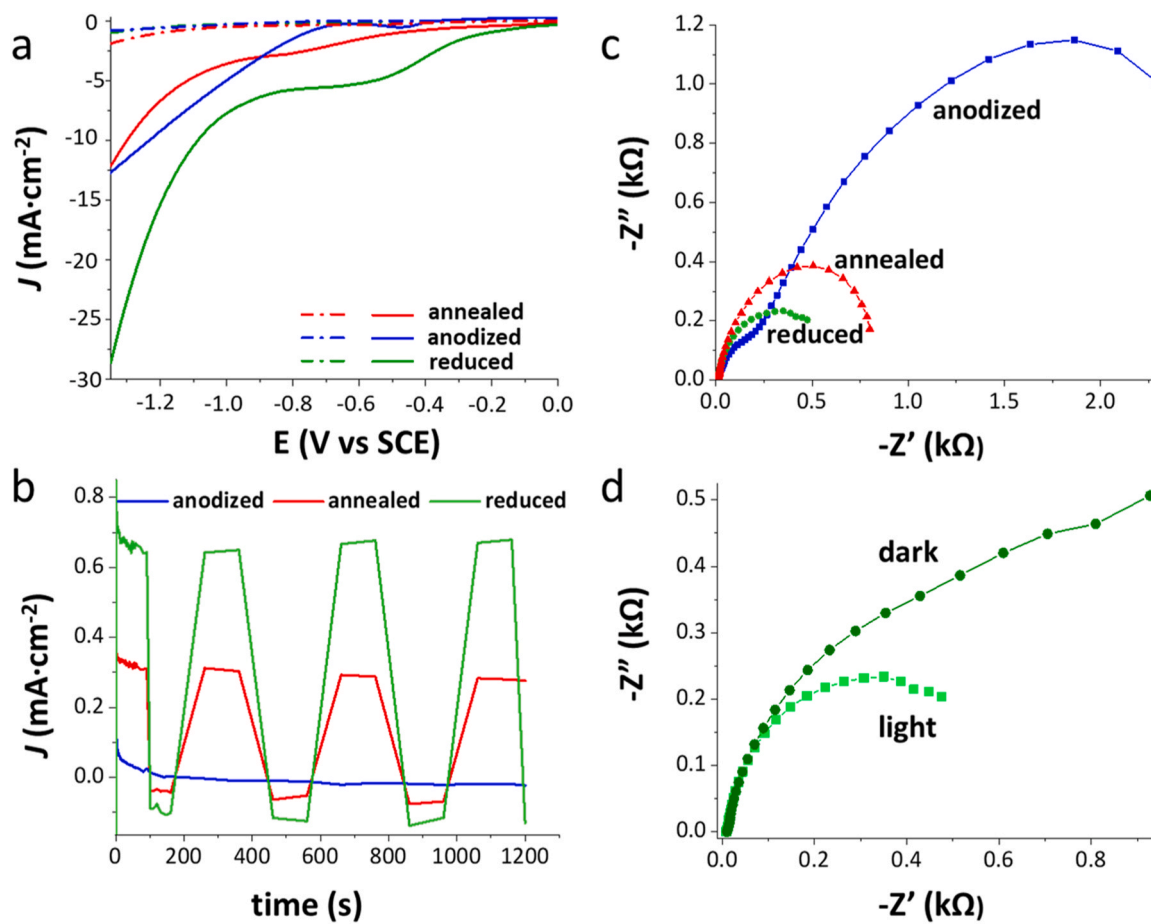 a
0
-5
-10
-15
-20
-25
-30
J (mA·cm-2)
annealed
anodized
reduced
-1.2
-1.0
-0.8
-0.6
-0.4
-0.2
0.0
E (V vs SCE)
b
0.8
0.6
0.4
0.2
0.0
J (mA·cm-2)
anodized
annealed
reduced
0
200
400
600
800
1000
1200
time (s)
c
1.2
1.0
0.8
0.6
0.4
0.2
0.0
-Z″ (kΩ)
anodized
annealed
reduced
0.0
0.5
1.0
1.5
2.0
-Z’ (kΩ)
d
0.5
0.4
0.3
0.2
0.1
0.0
-Z″ (kΩ)
dark
light
0.0
0.2
0.4
0.6
0.8
-Z’ (kΩ)